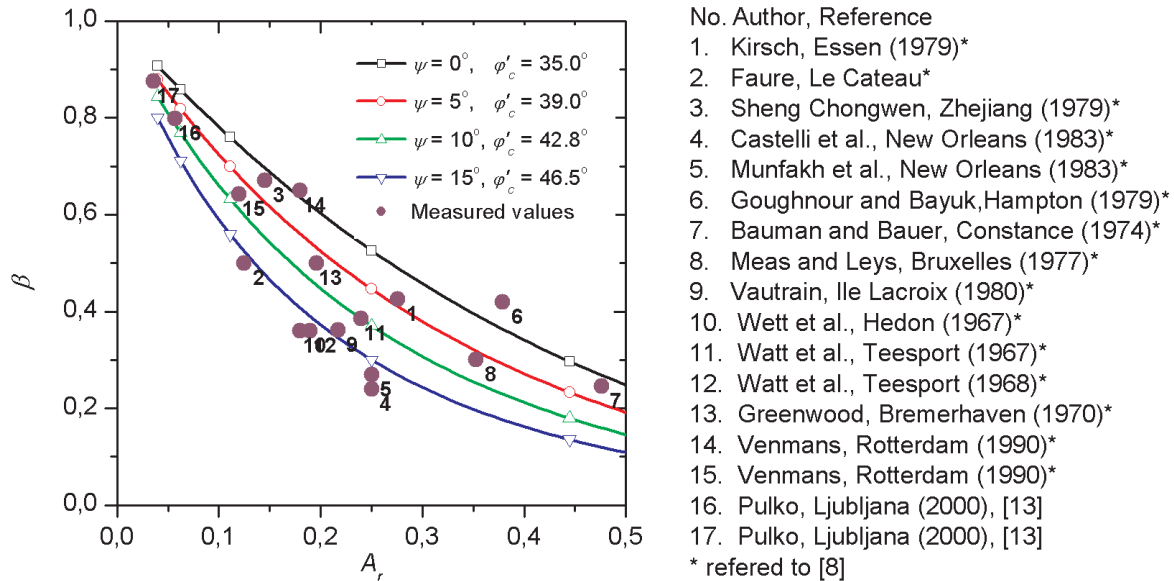 1,0
0,8
0,6
0,4
0,2
0,0
β
0,0 0,1 0,2 0,3 0,4 0,5
A_r
ψ = 0°, φ'_c = 35.0°
ψ = 5°, φ'_c = 39.0°
ψ = 10°, φ'_c = 42.8°
ψ = 15°, φ'_c = 46.5°
Measured values
17
16
3
14
15
2
13
1
6
11
10
12
9
8
5
4
7
No. Author, Reference
1. Kirsch, Essen (1979)*
2. Faure, Le Cateau*
3. Sheng Chongwen, Zhejiang (1979)*
4. Castelli et al., New Orleans (1983)*
5. Munfakh et al., New Orleans (1983)*
6. Goughnour and Bayuk,Hampton (1979)*
7. Bauman and Bauer, Constance (1974)*
8. Meas and Leys, Bruxelles (1977)*
9. Vautrain, Ile Lacroix (1980)*
10. Wett et al., Hedon (1967)*
11. Watt et al., Teesport (1967)*
12. Watt et al., Teesport (1968)*
13. Greenwood, Bremerhaven (1970)*
14. Venmans, Rotterdam (1990)*
15. Venmans, Rotterdam (1990)*
16. Pulko, Ljubljana (2000), [13]
17. Pulko, Ljubljana (2000), [13]
* refered to [8]